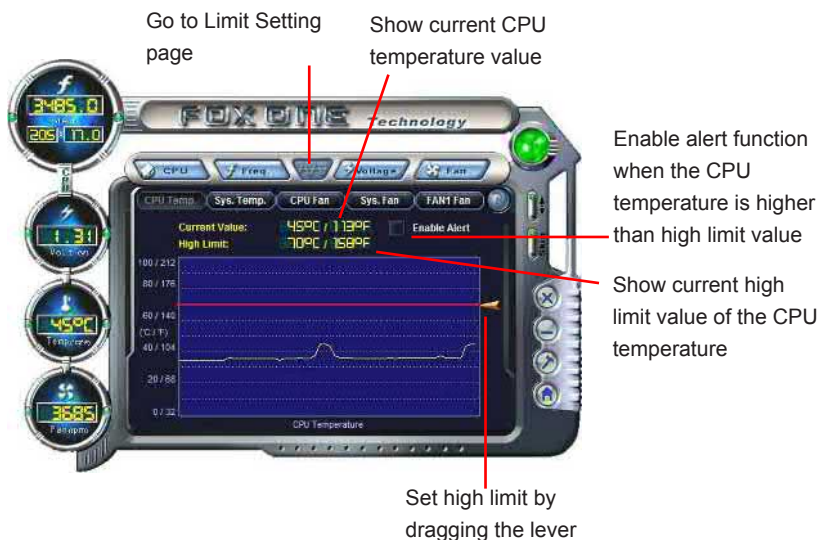 Go to Limit Setting
page
Show current CPU
temperature value
3485.0
205 17.0
FOX ONE Technology
CPU Freq Voltage Fan
CPU Temp. Sys. Temp. CPU Fan Sys. Fan FAN1 Fan
Current Value: 45ºC / 113ºF Enable Alert
High Limit: 70ºC / 158ºF
Enable alert function
when the CPU
temperature is higher
than high limit value
Show current high
limit value of the CPU
temperature
CPU
1.31
45ºC
3685
100 / 212
80 / 176
60 / 140
(ºC / ºF)
40 / 104
20 / 68
0 / 32
CPU Temperature
Set high limit by
dragging the lever